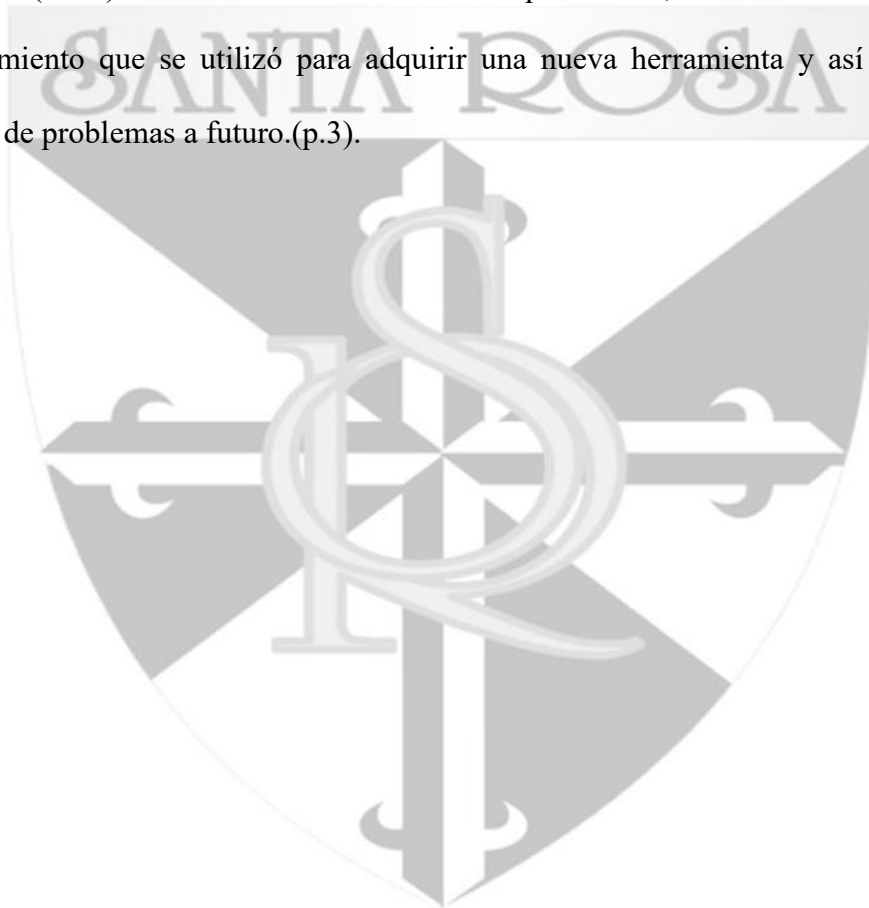 miento que se utilizó para adquirir una nueva herramienta y así
de problemas a futuro.(p.3).
SANTA ROSA